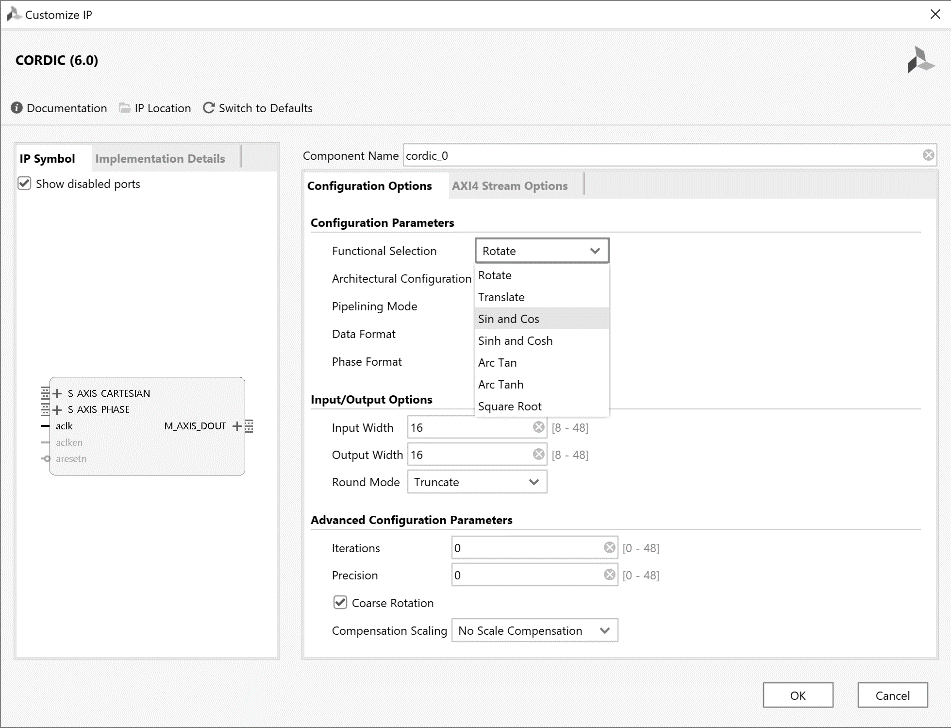 Customize IP
CORDIC (6.0)
Documentation IP Location Switch to Defaults
IP Symbol Implementation Details
Show disabled ports
S_AXIS_CARTESIAN
S_AXIS_PHASE
aclk M_AXIS_DOUT
aclken
aresetn
Component Name cordic_0
Configuration Options AXI4 Stream Options
Configuration Parameters
Functional Selection Rotate
Rotate
Architectural Configuration
Translate
Pipelining Mode
Sin and Cos
Data Format
Sinh and Cosh
Phase Format
Arc Tan
Arc Tanh
Input/Output Options
Square Root
Input Width 16 [8 - 48]
Output Width 16 [8 - 48]
Round Mode Truncate
Advanced Configuration Parameters
Iterations 0 [0 - 48]
Precision 0 [0 - 48]
Coarse Rotation
Compensation Scaling No Scale Compensation
OK Cancel